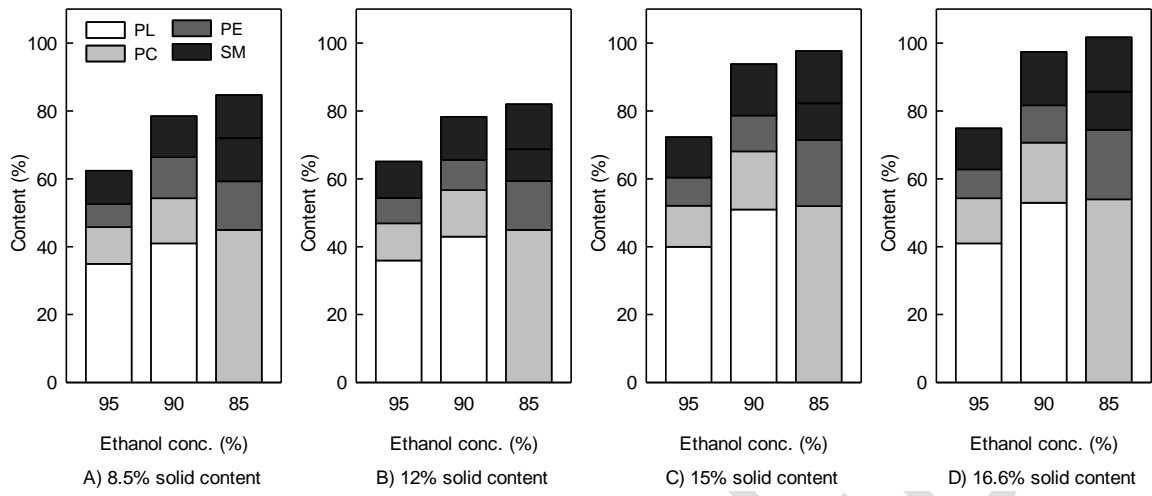 PL
PC
PE
SM
Content (%)
100
80
60
40
20
0
95 90 85
Ethanol conc. (%)
A) 8.5% solid content
Content (%)
100
80
60
40
20
0
95 90 85
Ethanol conc. (%)
B) 12% solid content
Content (%)
100
80
60
40
20
0
95 90 85
Ethanol conc. (%)
C) 15% solid content
Content (%)
100
80
60
40
20
0
95 90 85
Ethanol conc. (%)
D) 16.6% solid content